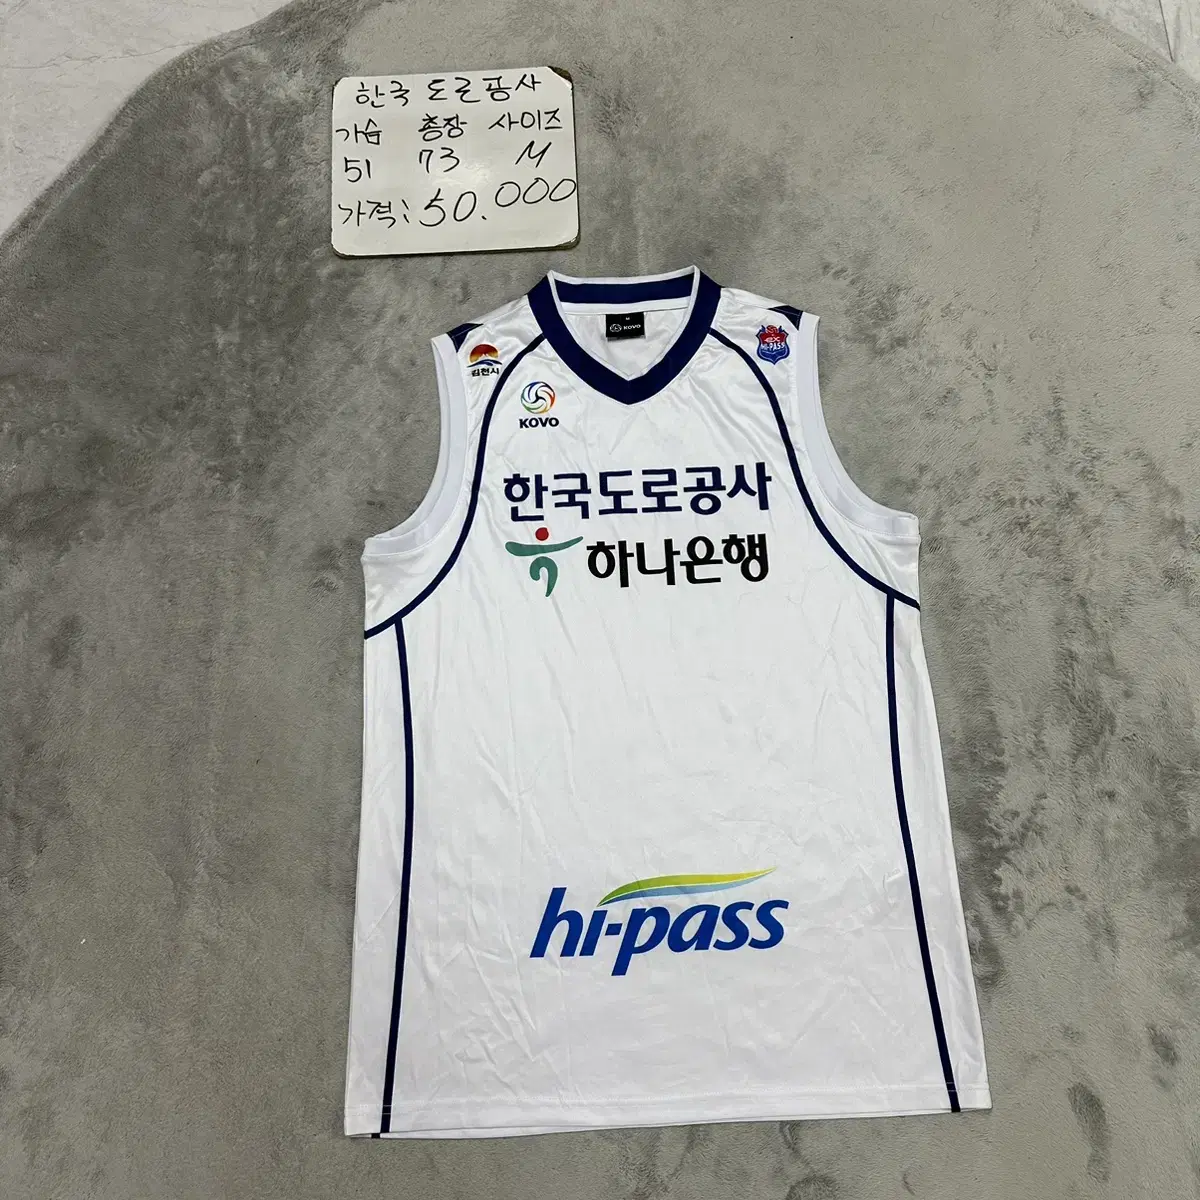 한국 도로공사
가슴 총장 사이즈
51 73 M
가격: 50.000
M
KOVO
김천시
ex
HI-PASS
KOVO
한국도로공사
하나은행
hi-pass